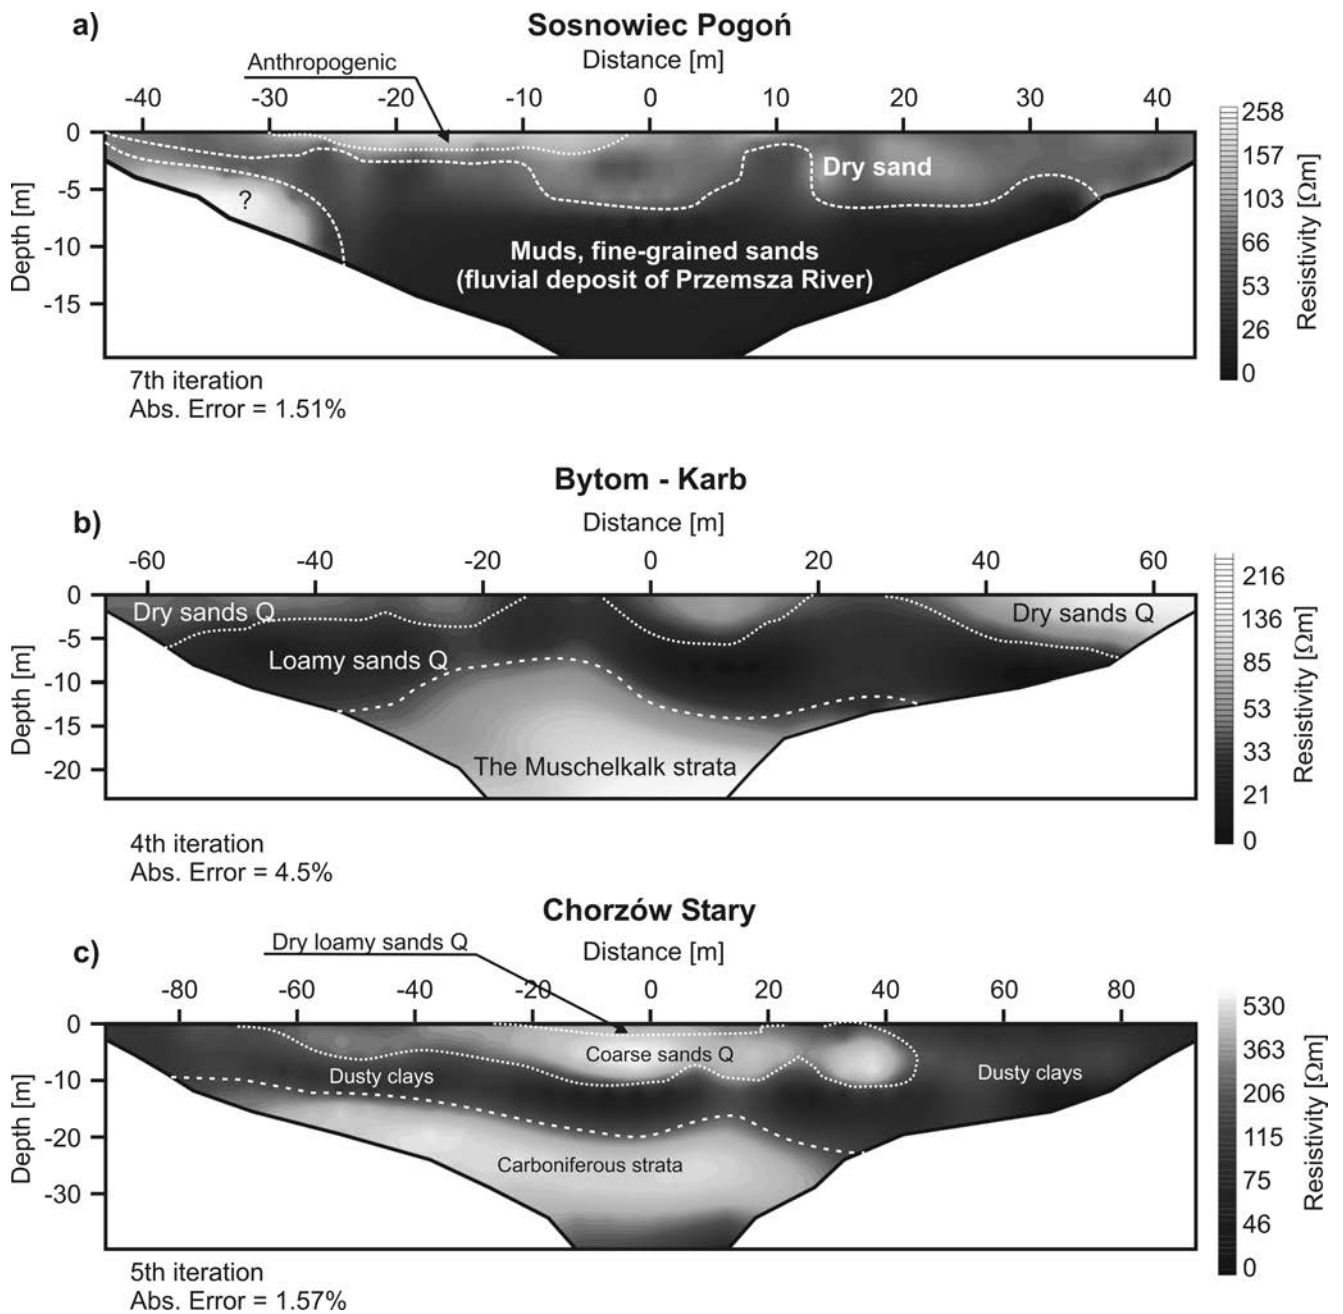 a)
Sosnowiec Pogoń
Distance [m]
Anthropogenic
-40 -30 -20 -10 0 10 20 30 40
Depth [m]
0
-5
-10
-15
?
Dry sand
Muds, fine-grained sands
(fluvial deposit of Przemsza River)
258
157
103
66
53
26
0
Resistivity [Ωm]
7th iteration
Abs. Error = 1.51%
Bytom - Karb
b)
Distance [m]
-60 -40 -20 0 20 40 60
Depth [m]
0
-5
-10
-15
-20
Dry sands Q
Dry sands Q
Loamy sands Q
The Muschelkalk strata
216
136
85
53
33
21
0
Resistivity [Ωm]
4th iteration
Abs. Error = 4.5%
Chorzów Stary
c)
Dry loamy sands Q
Distance [m]
-80 -60 -40 -20 0 20 40 60 80
Depth [m]
0
-10
-20
-30
Coarse sands Q
Dusty clays
Dusty clays
Carboniferous strata
530
363
206
115
75
46
0
Resistivity [Ωm]
5th iteration
Abs. Error = 1.57%